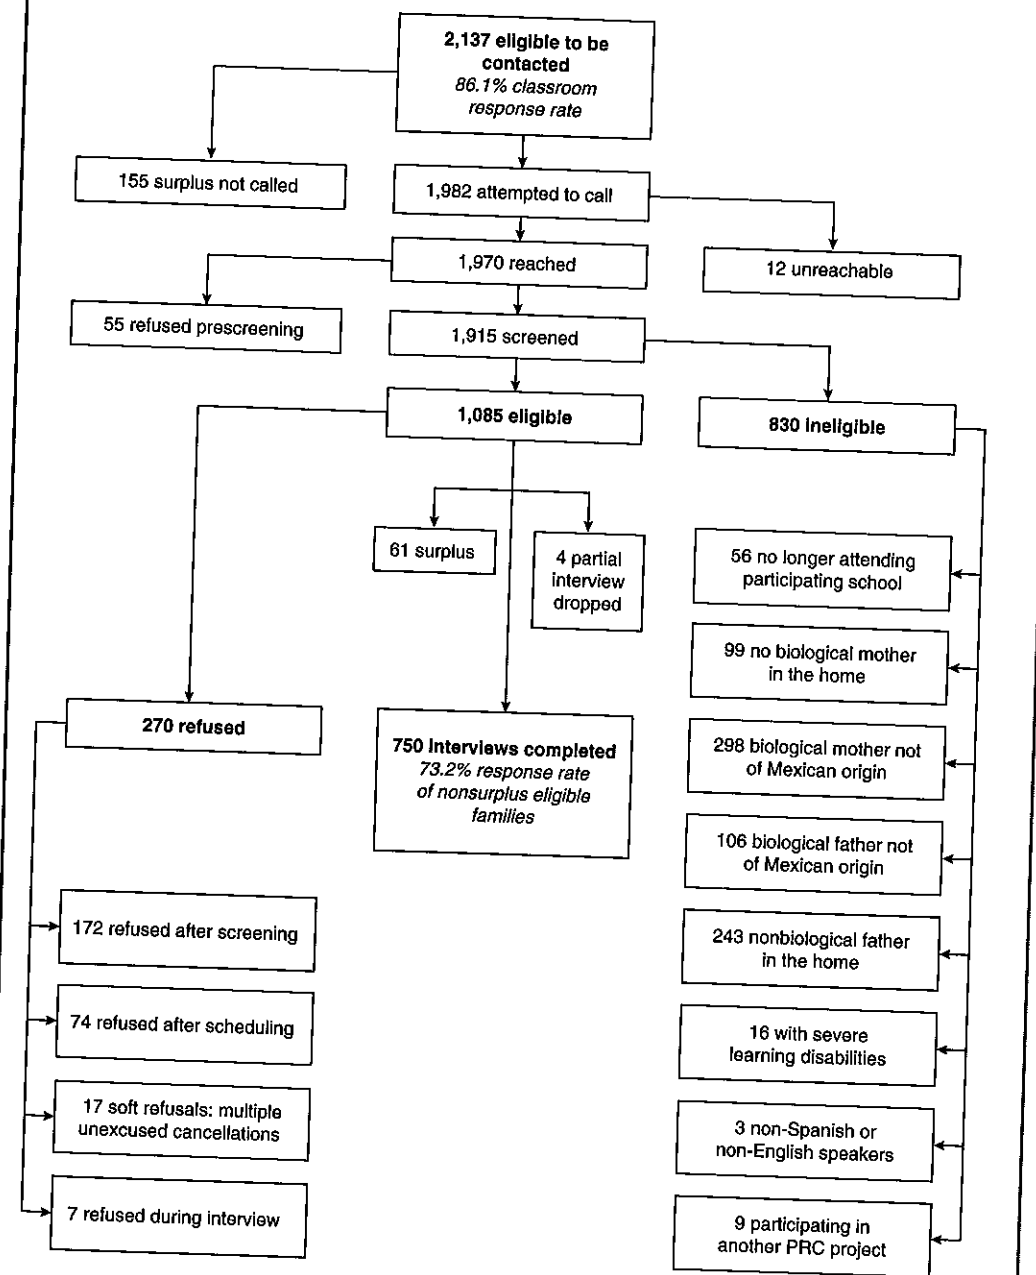 2,137 eligible to be
contacted
86.1% classroom
response rate
155 surplus not called
1,982 attempted to call
1,970 reached
12 unreachable
55 refused prescreening
1,915 screened
1,085 eligible
830 ineligible
61 surplus
4 partial
interview
dropped
56 no longer attending
participating school
99 no biological mother
in the home
270 refused
750 Interviews completed
73.2% response rate
of nonsurplus eligible
families
298 biological mother not
of Mexican origin
106 biological father not
of Mexican origin
172 refused after screening
243 nonbiological father
in the home
74 refused after scheduling
16 with severe
learning disabilities
17 soft refusals: multiple
unexcused cancellations
3 non-Spanish or
non-English speakers
7 refused during interview
9 participating in
another PRC project